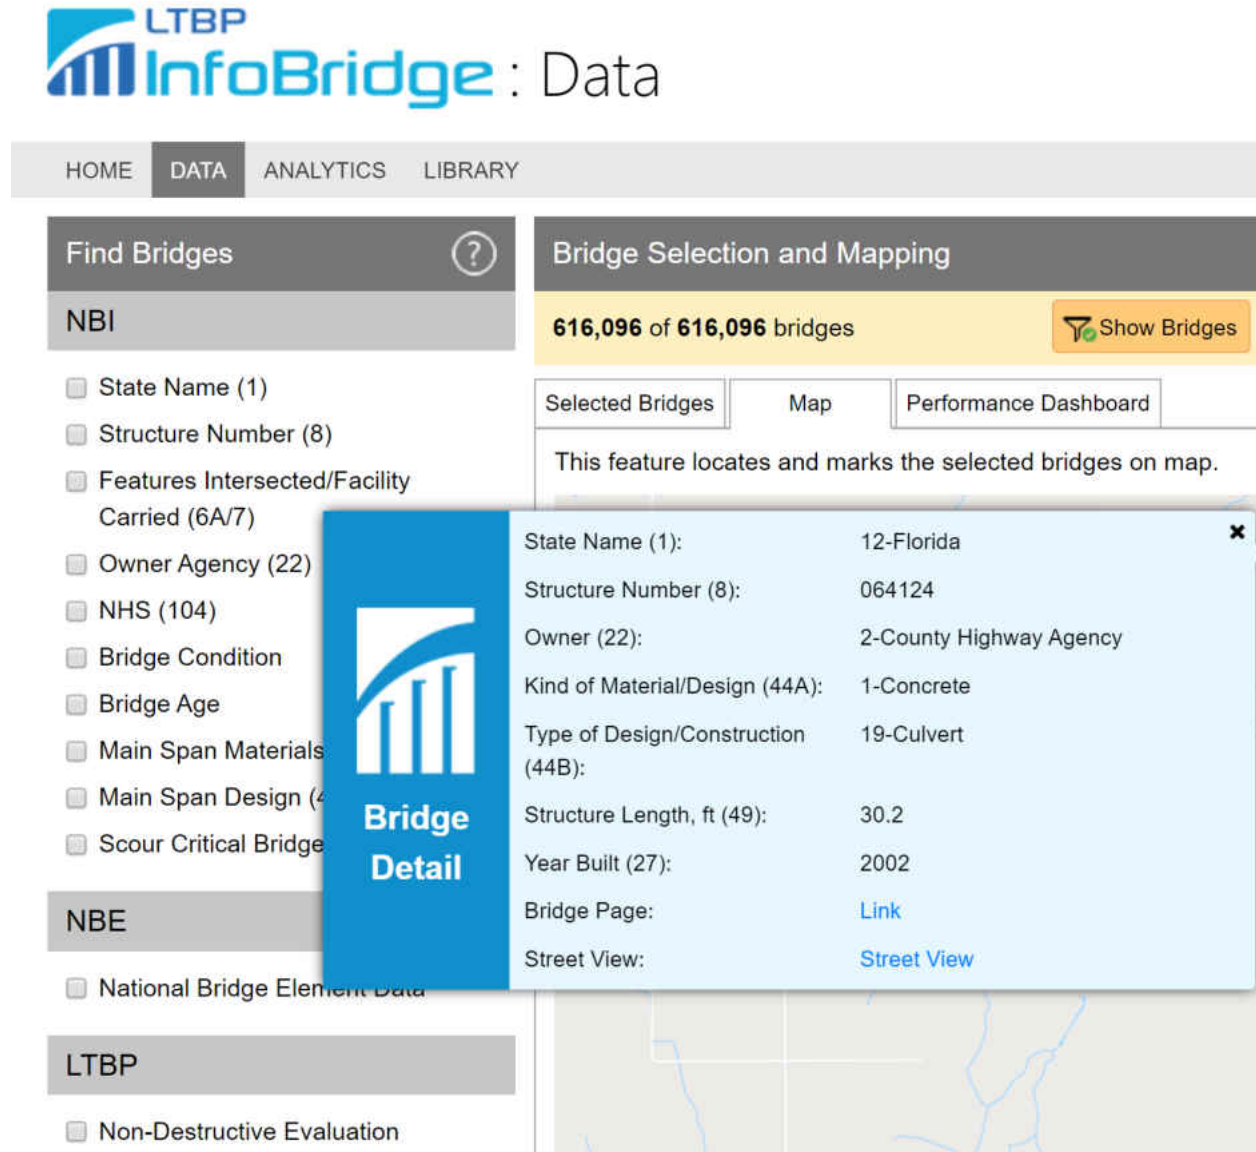 LTBP
InfoBridge : Data
HOME DATA ANALYTICS LIBRARY
Find Bridges ?
NBI
State Name (1)
Structure Number (8)
Features Intersected/Facility
Carried (6A/7)
Owner Agency (22)
NHS (104)
Bridge Condition
Bridge Age
Main Span Materials
Main Span Design (4
Scour Critical Bridge
NBE
National Bridge Element Data
LTBP
Non-Destructive Evaluation
Bridge Selection and Mapping
616,096 of 616,096 bridges
Show Bridges
Selected Bridges Map Performance Dashboard
This feature locates and marks the selected bridges on map.
Bridge
Detail
State Name (1): 12-Florida
Structure Number (8): 064124
Owner (22): 2-County Highway Agency
Kind of Material/Design (44A): 1-Concrete
Type of Design/Construction 19-Culvert
(44B):
Structure Length, ft (49): 30.2
Year Built (27): 2002
Bridge Page: Link
Street View: Street View